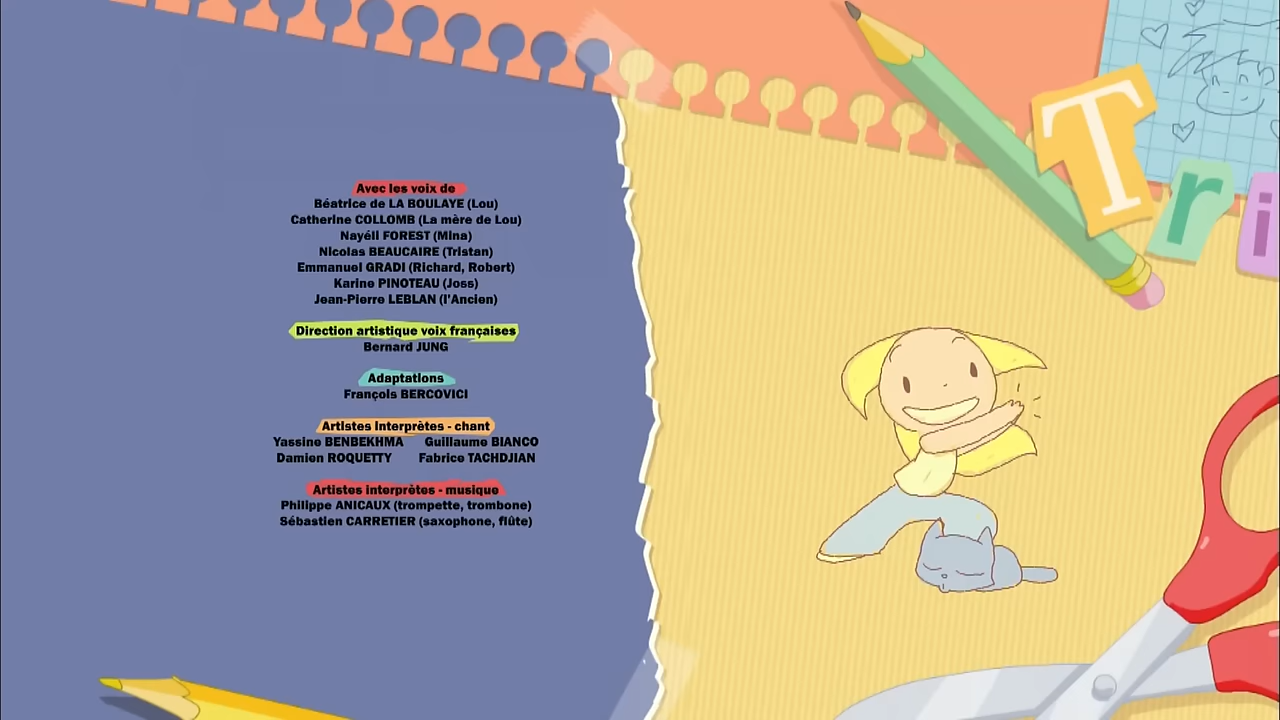 Avec les voix de
Béatrice de LA BOULAYE (Lou)
Catherine COLLOMB (La mère de Lou)
Nayéli FOREST (Mina)
Nicolas BEAUCAIRE (Tristan)
Emmanuel GRADI (Richard, Robert)
Karine PINOTEAU (Joss)
Jean-Pierre LEBLAN (l'Ancien)
Direction artistique voix françaises
Bernard JUNG
Adaptations
François BERCOVICI
Artistes Interprètes - chant
Yassine BENBEKHMA Guillaume BIANCO
Damien ROQUETTY Fabrice TACHDJIAN
Artistes interprètes - musique
Philippe ANICAUX (trompette, trombone)
Sébastien CARRETIER (saxophone, flûte)
Tri